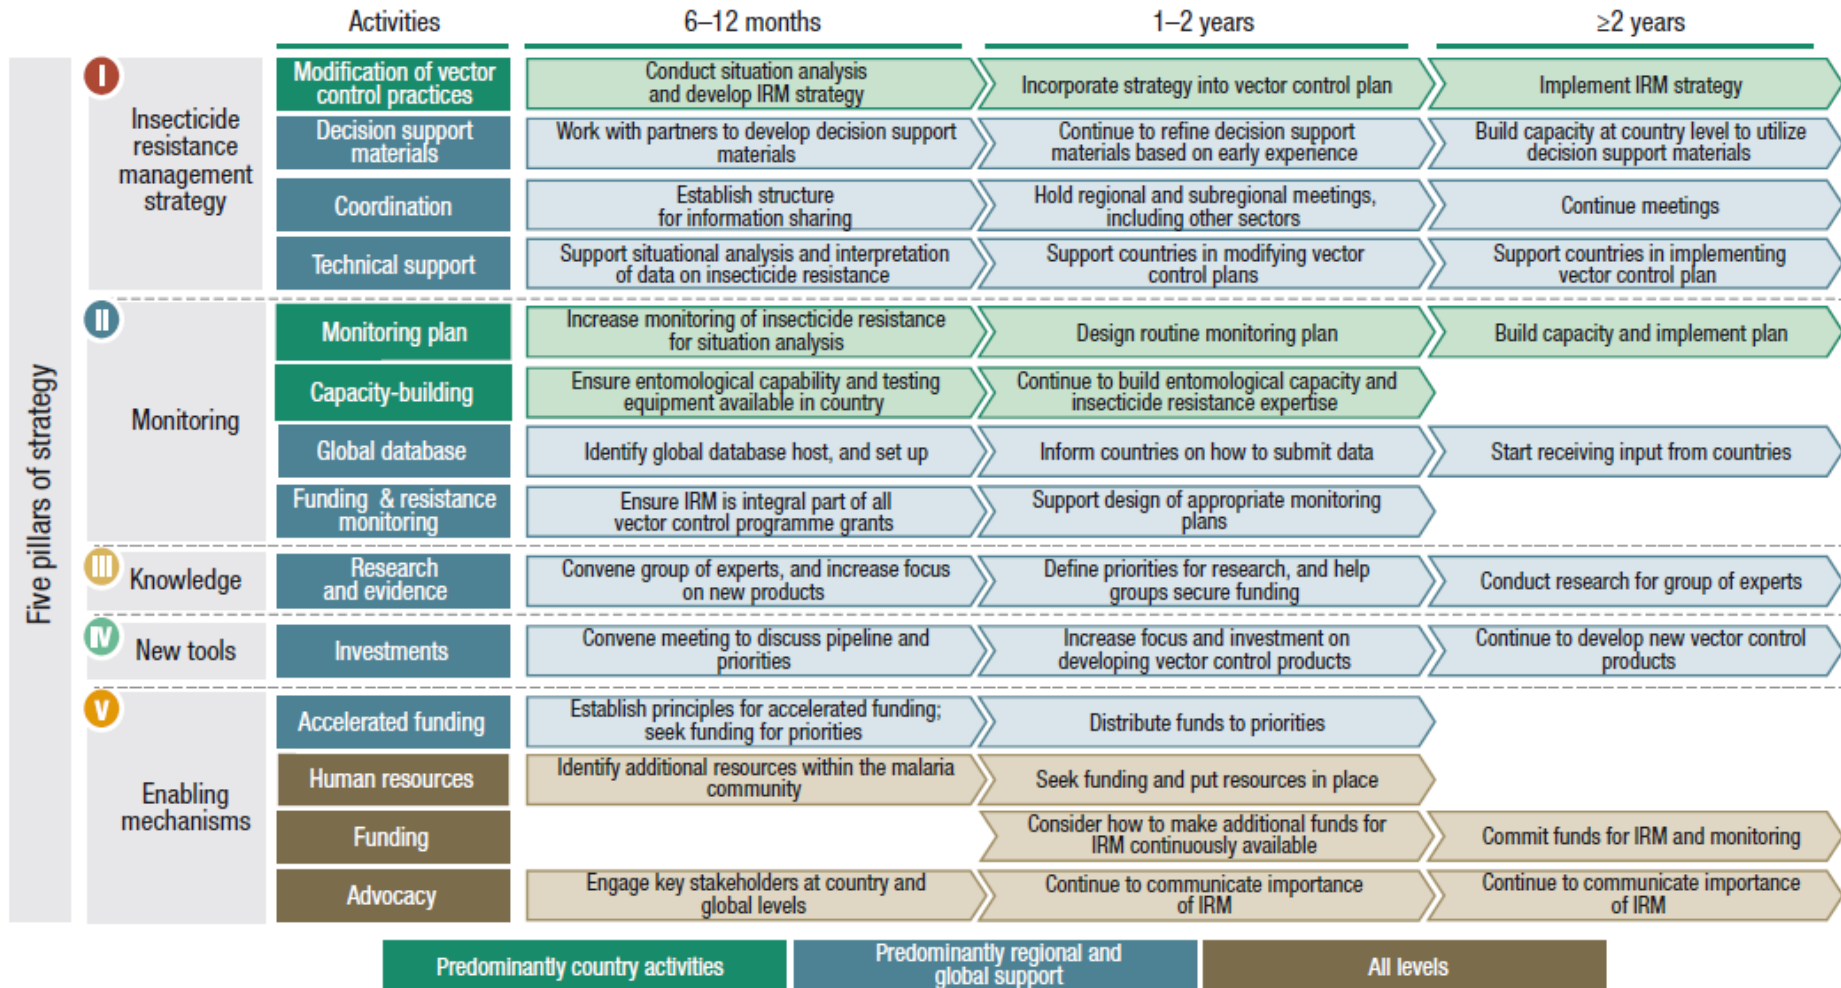 Activities
6–12 months
1–2 years
≥2 years
Five pillars of strategy
I
Insecticide
resistance
management
strategy
Modification of vector
control practices
Conduct situation analysis
and develop IRM strategy
Incorporate strategy into vector control plan
Implement IRM strategy
Decision support
materials
Work with partners to develop decision support
materials
Continue to refine decision support
materials based on early experience
Build capacity at country level to utilize
decision support materials
Coordination
Establish structure
for information sharing
Hold regional and subregional meetings,
including other sectors
Continue meetings
Technical support
Support situational analysis and interpretation
of data on insecticide resistance
Support countries in modifying vector
control plans
Support countries in implementing
vector control plan
II
Monitoring
Monitoring plan
Increase monitoring of insecticide resistance
for situation analysis
Design routine monitoring plan
Build capacity and implement plan
Capacity-building
Ensure entomological capability and testing
equipment available in country
Continue to build entomological capacity and
insecticide resistance expertise
Global database
Identify global database host, and set up
Inform countries on how to submit data
Start receiving input from countries
Funding & resistance
monitoring
Ensure IRM is integral part of all
vector control programme grants
Support design of appropriate monitoring
plans
III
Knowledge
Research
and evidence
Convene group of experts, and increase focus
on new products
Define priorities for research, and help
groups secure funding
Conduct research for group of experts
IV
New tools
Investments
Convene meeting to discuss pipeline and
priorities
Increase focus and investment on
developing vector control products
Continue to develop new vector control
products
V
Enabling
mechanisms
Accelerated funding
Establish principles for accelerated funding;
seek funding for priorities
Distribute funds to priorities
Human resources
Identify additional resources within the malaria
community
Seek funding and put resources in place
Funding
Consider how to make additional funds for
IRM continuously available
Commit funds for IRM and monitoring
Advocacy
Engage key stakeholders at country and
global levels
Continue to communicate importance
of IRM
Continue to communicate importance
of IRM
Predominantly country activities
Predominantly regional and
global support
All levels